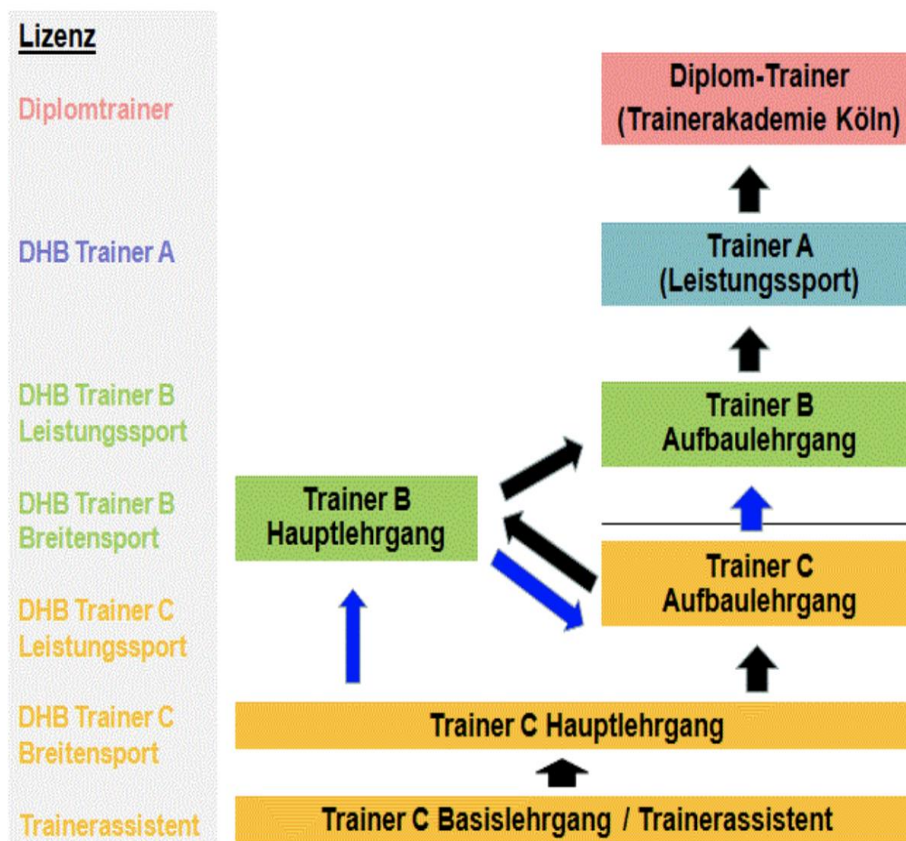 Lizenz
Diplomtrainer
DHB Trainer A
DHB Trainer B
Leistungssport
DHB Trainer B
Breitensport
DHB Trainer C
Leistungssport
DHB Trainer C
Breitensport
Trainerassistent
Diplom-Trainer
(Trainerakademie Köln)
Trainer A
(Leistungssport)
Trainer B
Aufbaulehrgang
Trainer B
Hauptlehrgang
Trainer C
Aufbaulehrgang
Trainer C Hauptlehrgang
Trainer C Basislehrgang / Trainerassistent